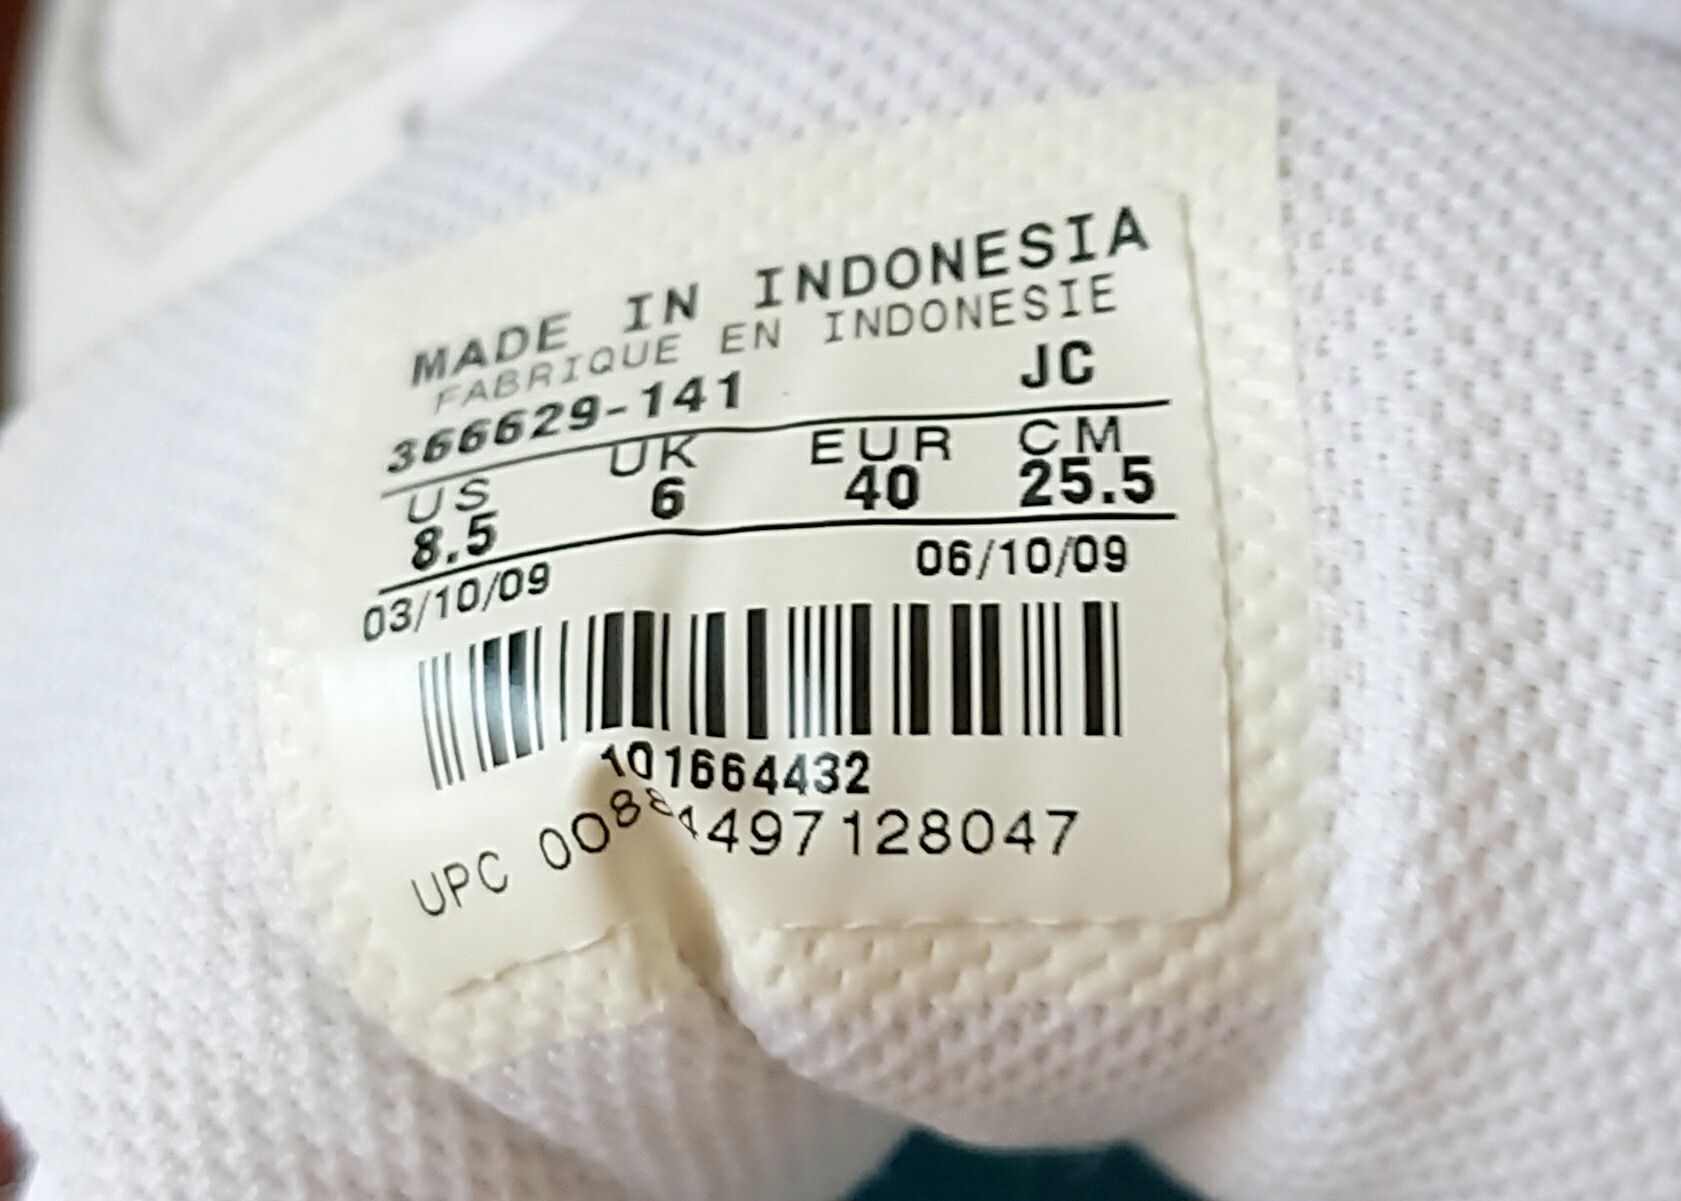 MADE IN INDONESIA
FABRIQUE EN INDONESIE
366629-141 JC
US UK EUR CM
8.5 6 40 25.5
03/10/09 06/10/09
101664432
UPC 00884497128047